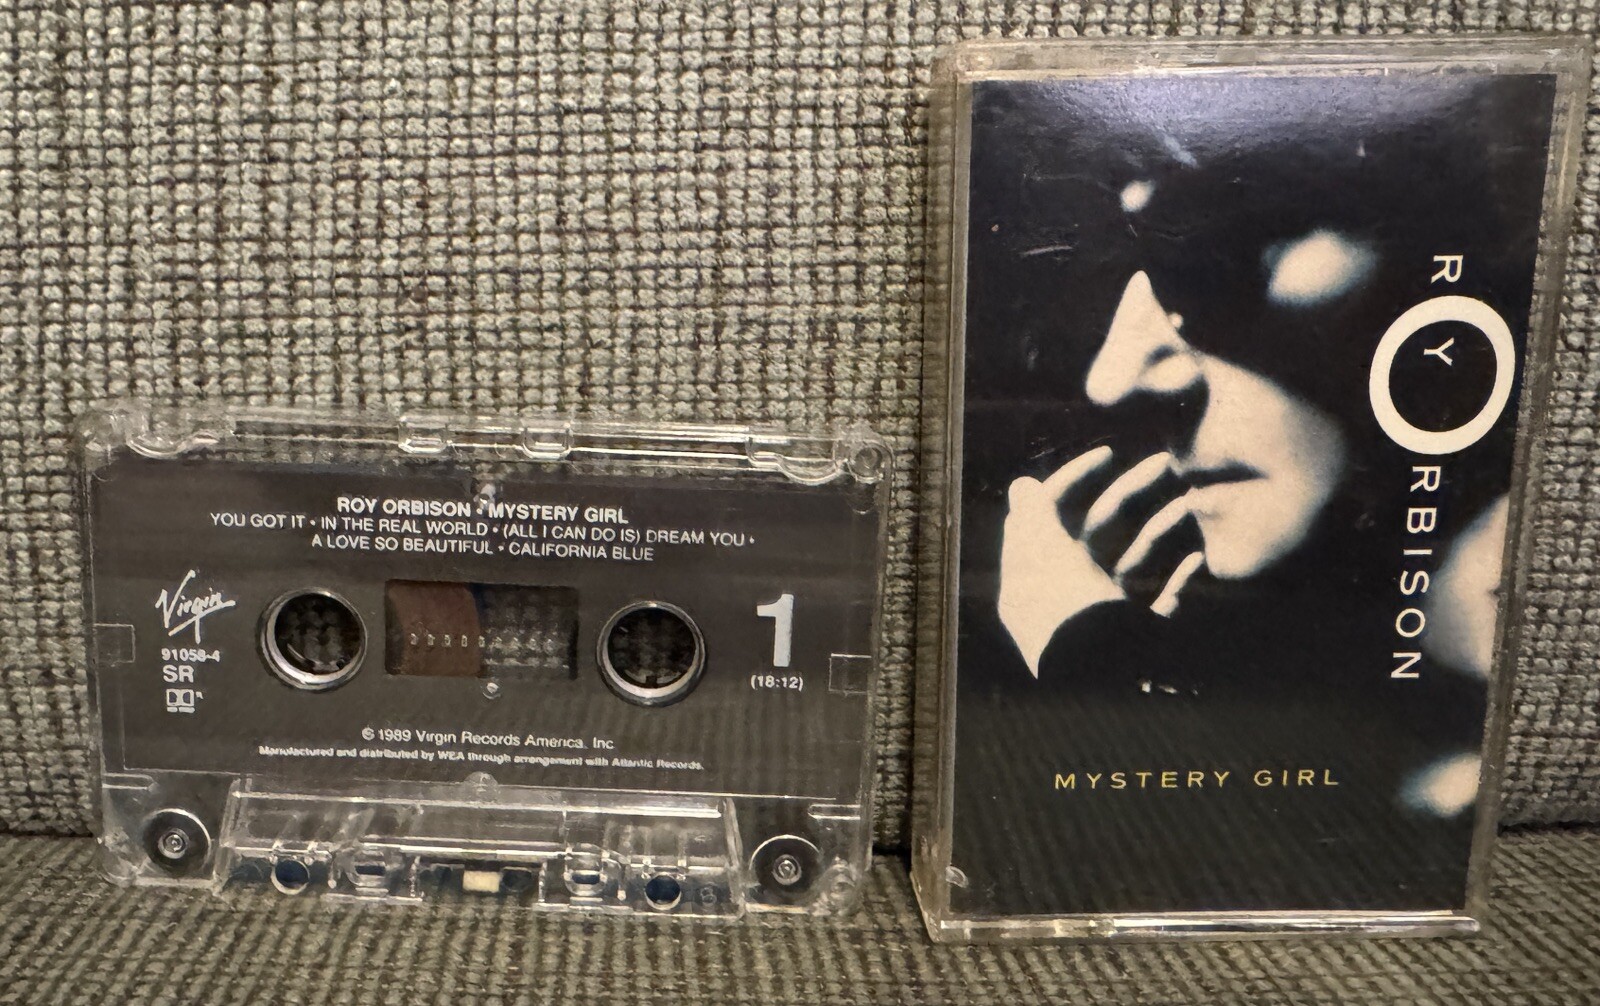 ROY ORBISON • MYSTERY GIRL
YOU GOT IT • IN THE REAL WORLD • (ALL I CAN DO IS) DREAM YOU •
A LOVE SO BEAUTIFUL • CALIFORNIA BLUE
Virgin
91058-4
SR
1
(18:12)
℗ 1989 Virgin Records America, Inc.
Manufactured and distributed by WEA through arrangement with Atlantic Records.
ROY ORBISON
MYSTERY GIRL